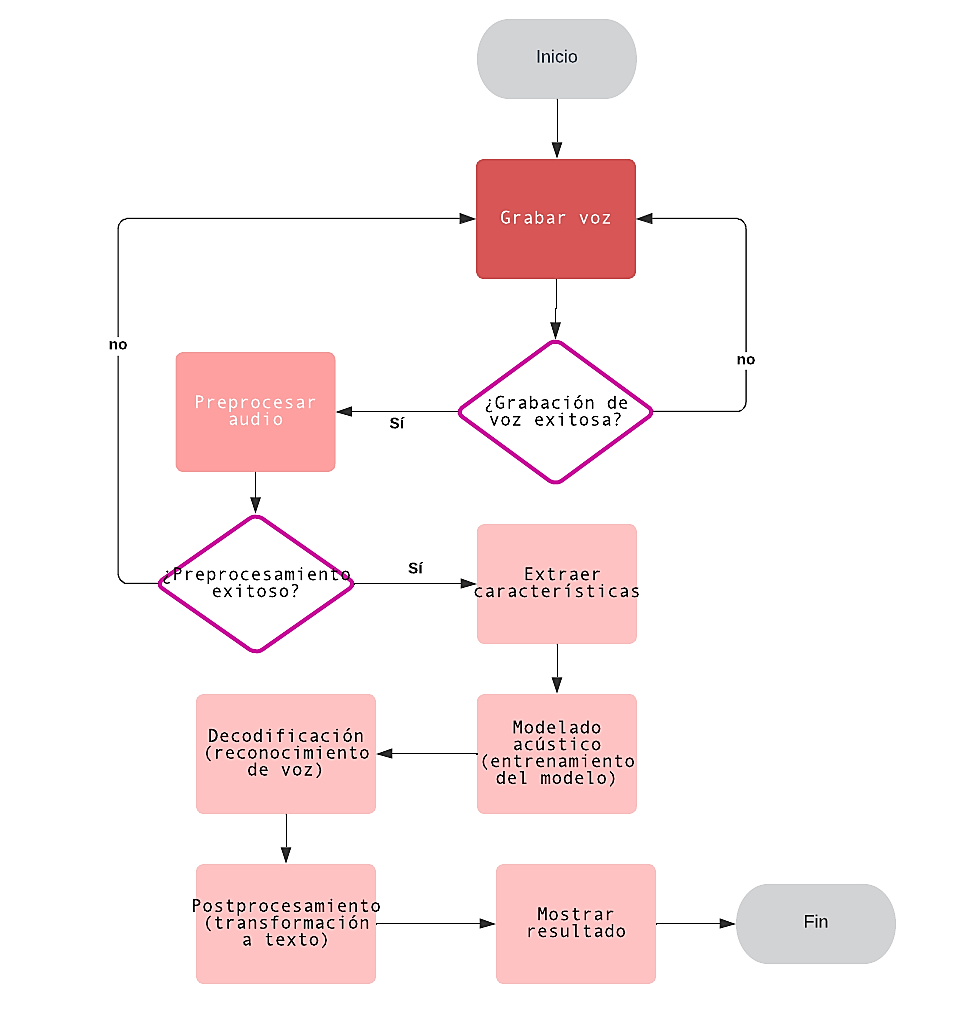 Inicio
Grabar voz
no
no
¿Grabación de
voz exitosa?
Sí
Preprocesar
audio
¿Preprocesamiento
exitoso?
Sí
Extraer
características
Modelado
acústico
(entrenamiento
del modelo)
Decodificación
(reconocimiento
de voz)
Postprocesamiento
(transformación
a texto)
Mostrar
resultado
Fin